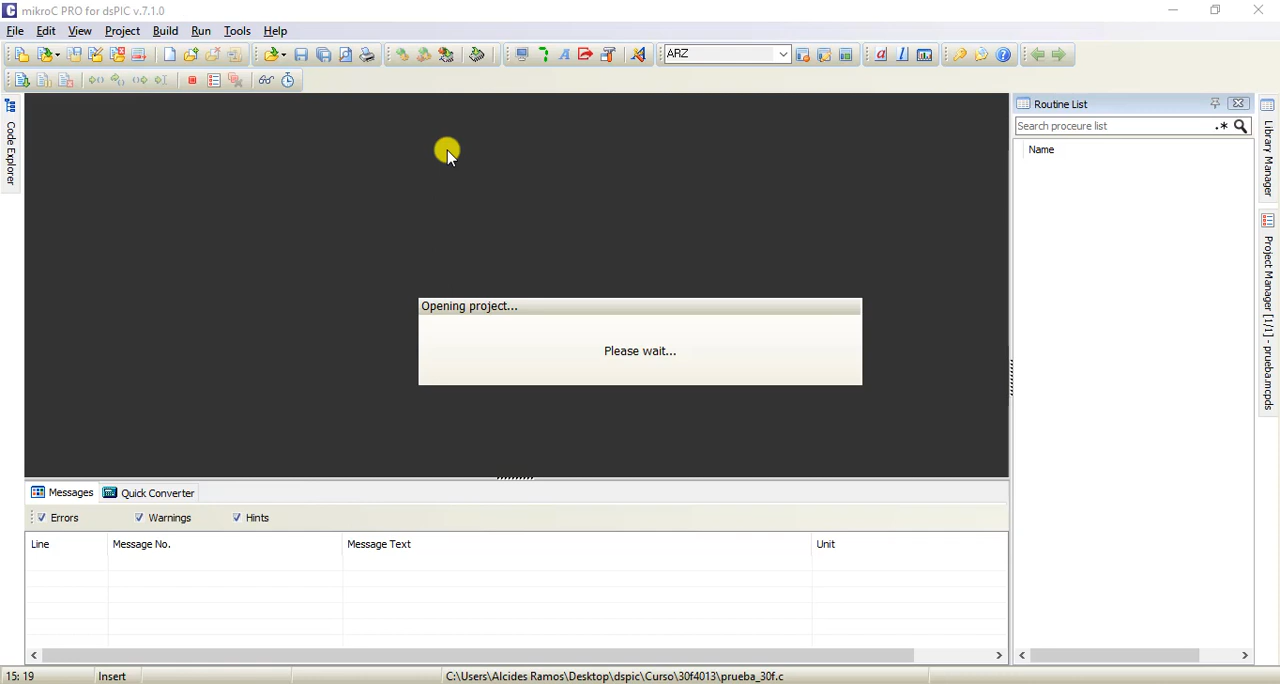 mikroC PRO for dsPIC v.7.1.0
File Edit View Project Build Run Tools Help
ARZ
Code Explorer
Opening project...
Please wait...
Routine List
Search proceure list
.*
Name
Library Manager
Project Manager [1/1] - prueba.mcpds
Messages Quick Converter
Errors Warnings Hints
Line Message No. Message Text Unit
15: 19 Insert C:\Users\Alcides Ramos\Desktop\dspic\Curso\30f4013\prueba_30f.c